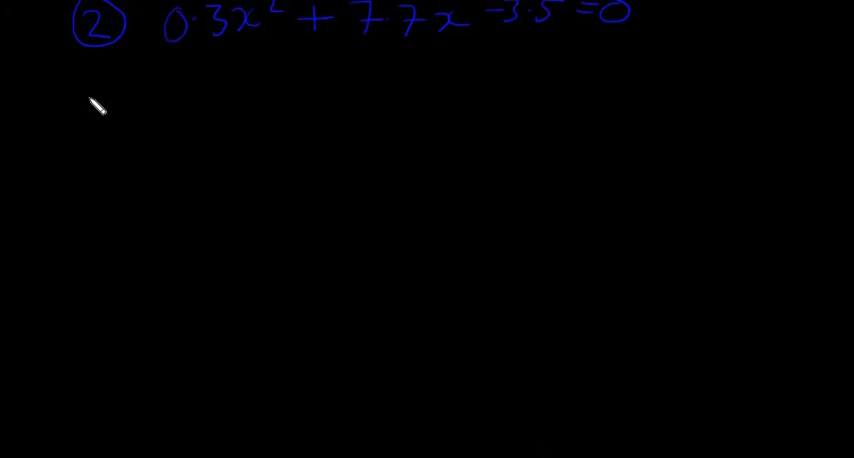 ② 0.3x² + 7.7x -3.5 = 0